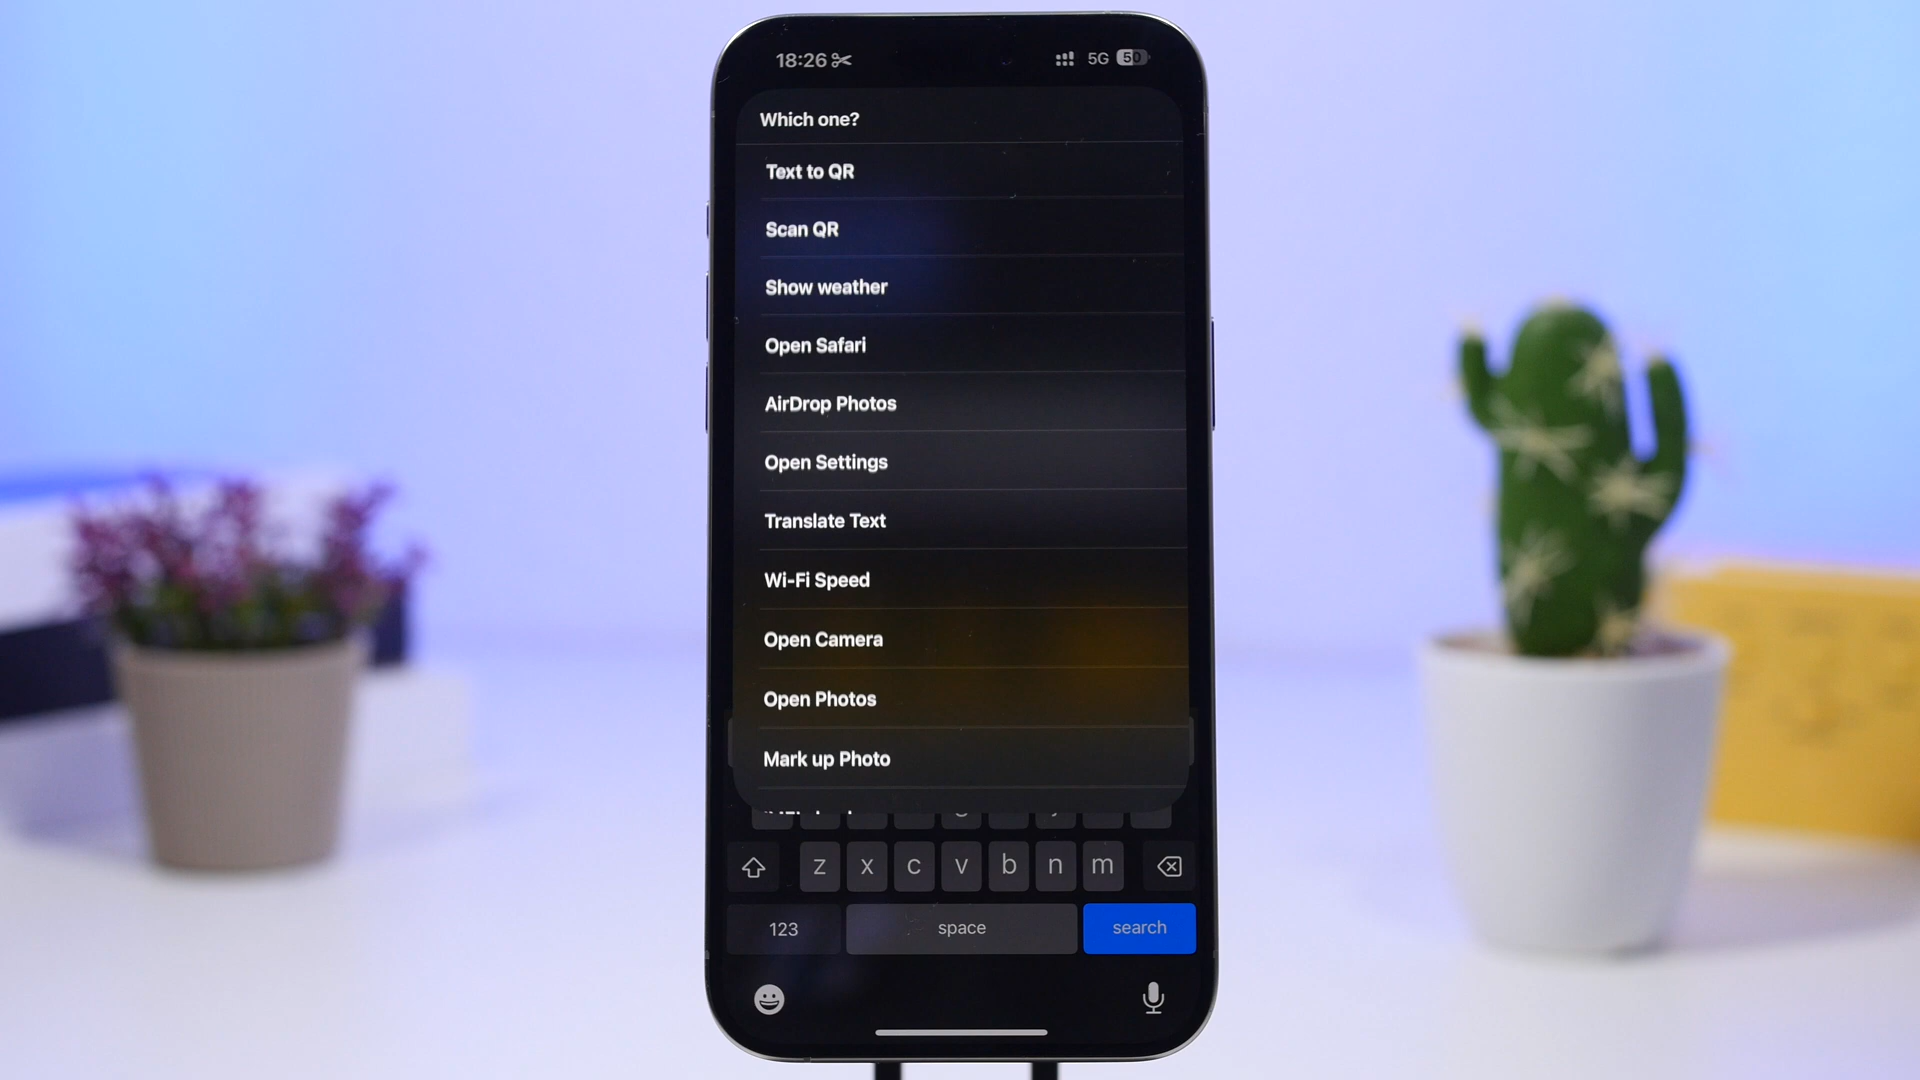 18:26
5G 50
Which one?
Text to QR
Scan QR
Show weather
Open Safari
AirDrop Photos
Open Settings
Translate Text
Wi-Fi Speed
Open Camera
Open Photos
Mark up Photo
z x c v b n m
123 space search